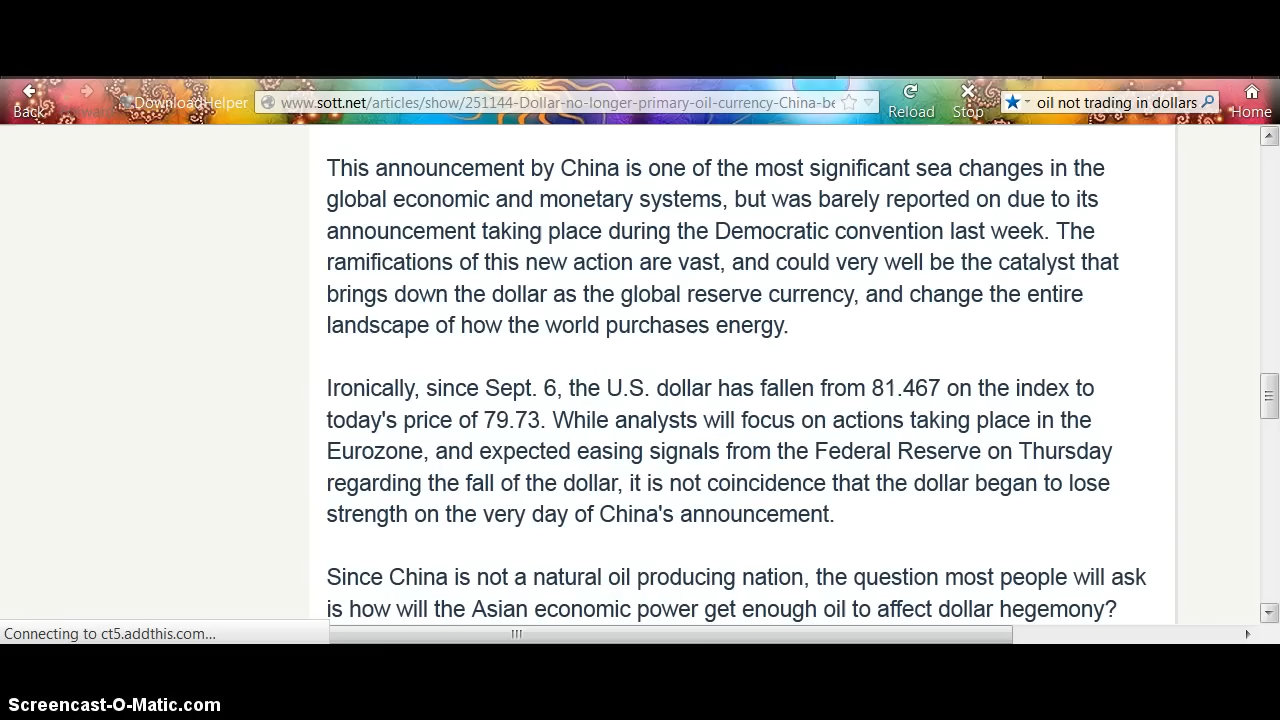 Back
DownloadHelper
www.sott.net/articles/show/251144-Dollar-no-longer-primary-oil-currency-China-be
Reload
Stop
oil not trading in dollars
Home
This announcement by China is one of the most significant sea changes in the
global economic and monetary systems, but was barely reported on due to its
announcement taking place during the Democratic convention last week. The
ramifications of this new action are vast, and could very well be the catalyst that
brings down the dollar as the global reserve currency, and change the entire
landscape of how the world purchases energy.
Ironically, since Sept. 6, the U.S. dollar has fallen from 81.467 on the index to
today's price of 79.73. While analysts will focus on actions taking place in the
Eurozone, and expected easing signals from the Federal Reserve on Thursday
regarding the fall of the dollar, it is not coincidence that the dollar began to lose
strength on the very day of China's announcement.
Since China is not a natural oil producing nation, the question most people will ask
is how will the Asian economic power get enough oil to affect dollar hegemony?
Connecting to ct5.addthis.com...
Screencast-O-Matic.com